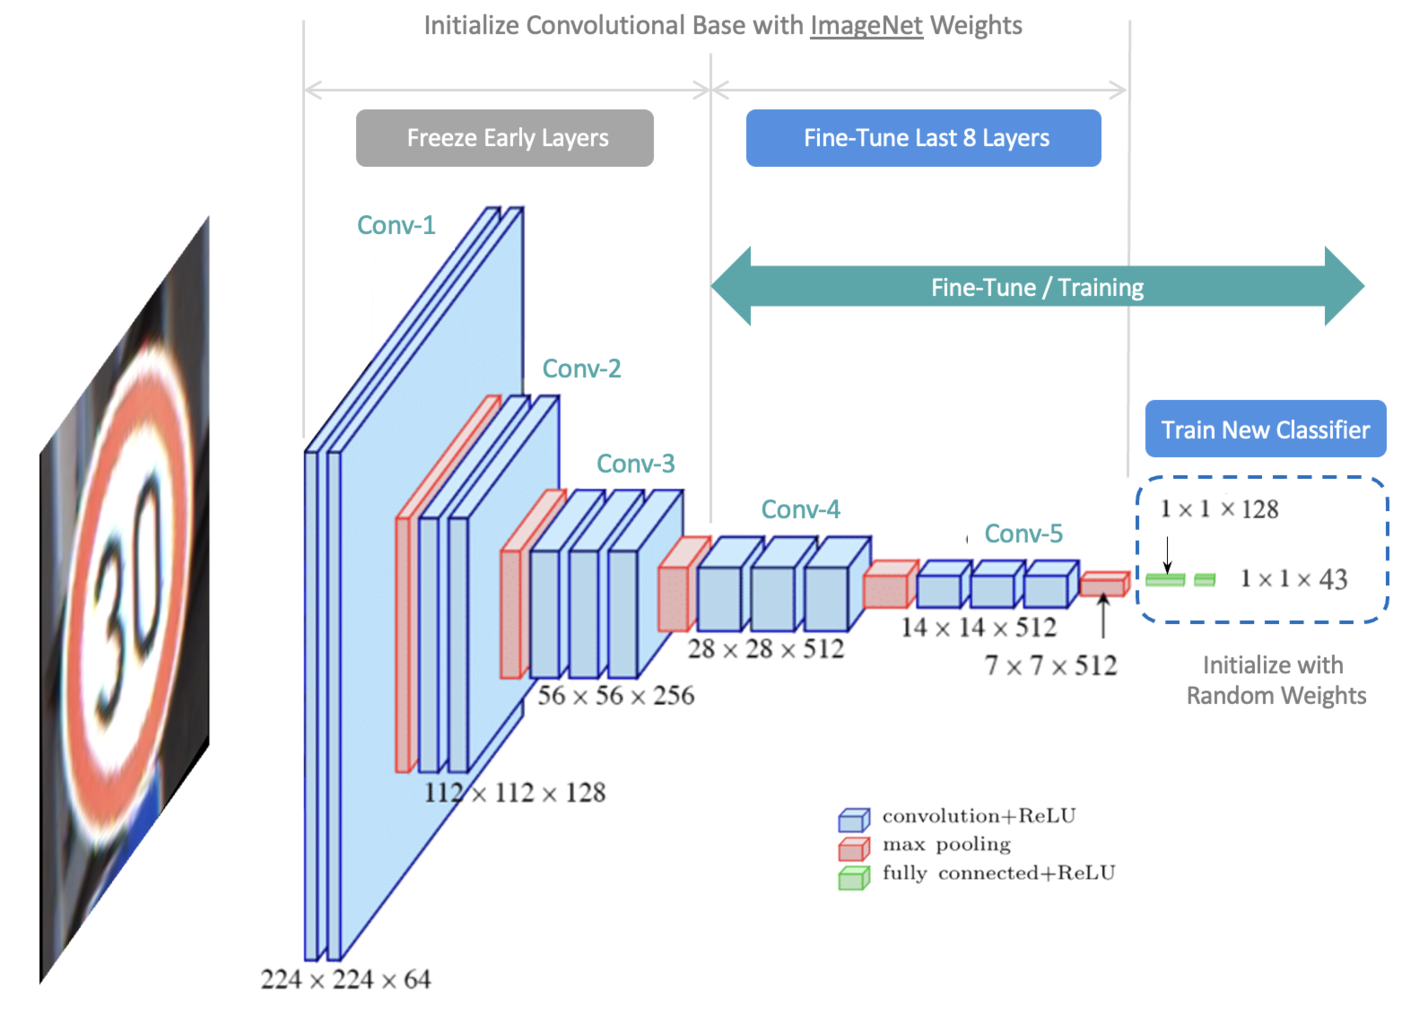 Initialize Convolutional Base with ImageNet Weights
Freeze Early Layers
Fine-Tune Last 8 Layers
Conv-1
Fine-Tune / Training
Conv-2
Train New Classifier
Conv-3
Conv-4
Conv-5
1 × 1 × 128
1 × 1 × 43
30
14 × 14 × 512
28 × 28 × 512
7 × 7 × 512
Initialize with
Random Weights
56 × 56 × 256
112 × 112 × 128
convolution+ReLU
max pooling
fully connected+ReLU
224 × 224 × 64